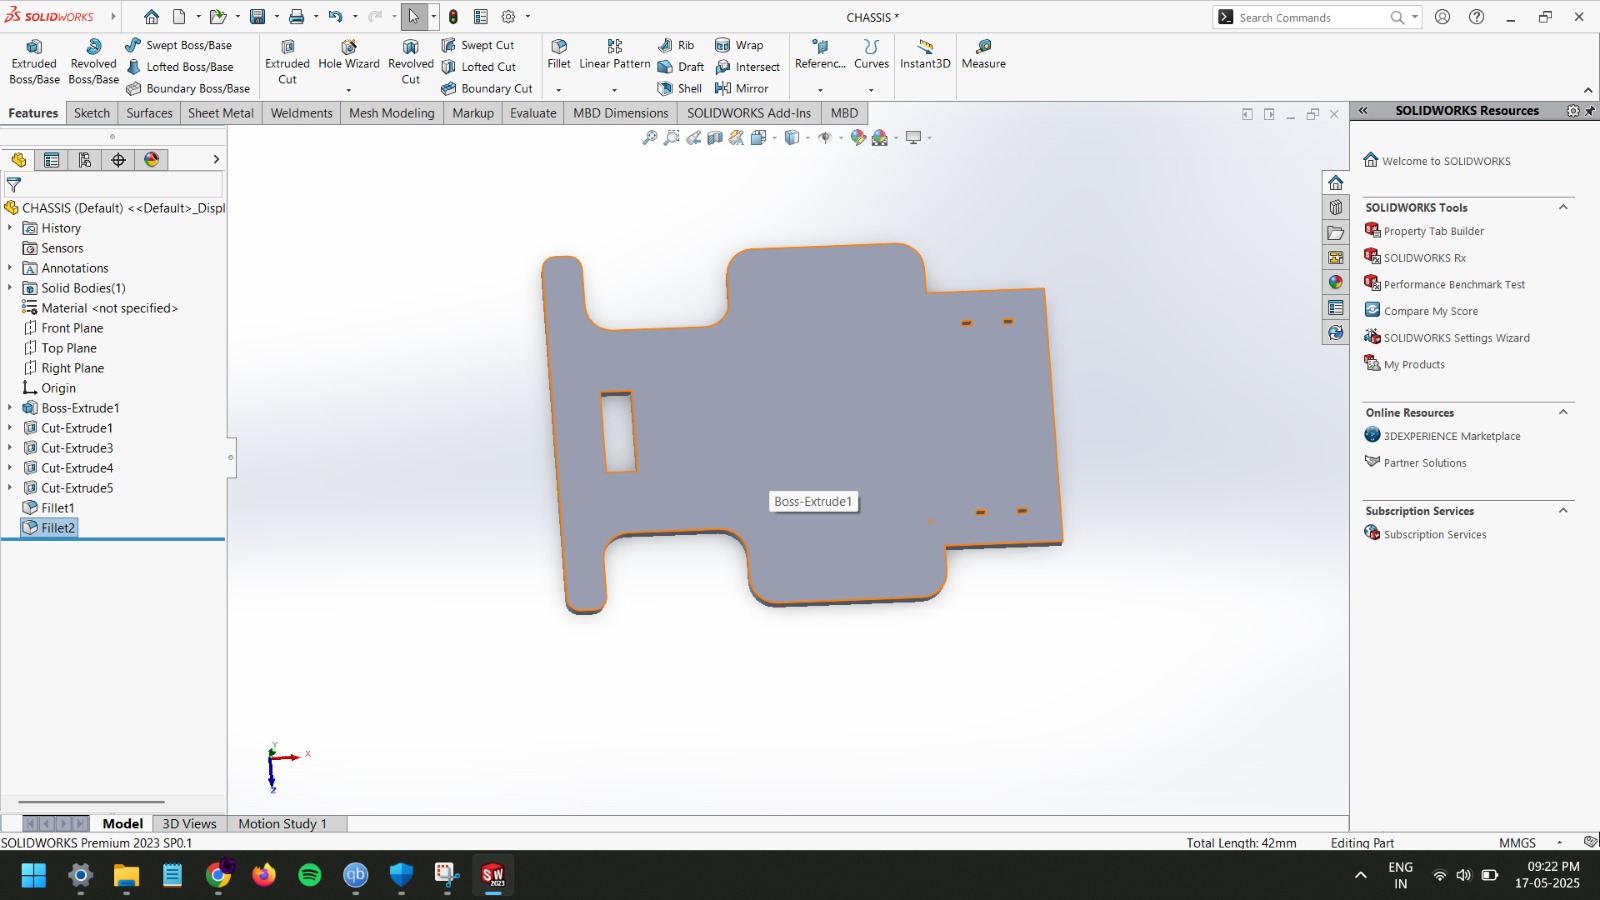 SOLIDWORKS
CHASSIS *
Search Commands
Extruded Boss/Base
Revolved Boss/Base
Swept Boss/Base
Lofted Boss/Base
Boundary Boss/Base
Extruded Cut
Hole Wizard
Revolved Cut
Swept Cut
Lofted Cut
Boundary Cut
Fillet
Linear Pattern
Rib
Draft
Shell
Wrap
Intersect
Mirror
Referenc...
Curves
Instant3D
Measure
Features
Sketch
Surfaces
Sheet Metal
Weldments
Mesh Modeling
Markup
Evaluate
MBD Dimensions
SOLIDWORKS Add-Ins
MBD
CHASSIS (Default) <<Default>_Displ
History
Sensors
Annotations
Solid Bodies(1)
Material <not specified>
Front Plane
Top Plane
Right Plane
Origin
Boss-Extrude1
Cut-Extrude1
Cut-Extrude3
Cut-Extrude4
Cut-Extrude5
Fillet1
Fillet2
Boss-Extrude1
Y
X
Z
SOLIDWORKS Resources
Welcome to SOLIDWORKS
SOLIDWORKS Tools
Property Tab Builder
SOLIDWORKS Rx
Performance Benchmark Test
Compare My Score
SOLIDWORKS Settings Wizard
My Products
Online Resources
3DEXPERIENCE Marketplace
Partner Solutions
Subscription Services
Subscription Services
Model
3D Views
Motion Study 1
SOLIDWORKS Premium 2023 SP0.1
Total Length: 42mm
Editing Part
MMGS
qb
SW
2023
ENG
IN
09:22 PM
17-05-2025